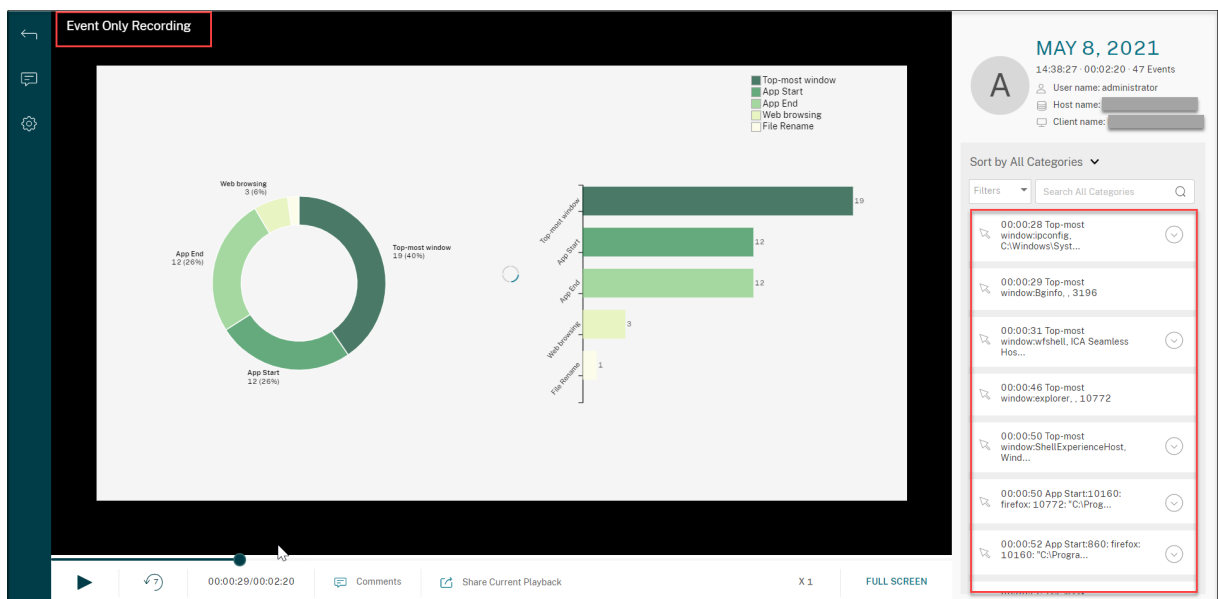 Event Only Recording
Top-most window
App Start
App End
Web browsing
File Rename
Web browsing
3 (6%)
App End
12 (26%)
Top-most window
19 (40%)
App Start
12 (26%)
Top-most window
19
App Start
12
App End
12
Web browsing
3
File Rename
1
7
00:00:29/00:02:20
Comments
Share Current Playback
X 1
FULL SCREEN
A
MAY 8, 2021
14:38:27 · 00:02:20 · 47 Events
User name: administrator
Host name:
Client name:
Sort by All Categories
Filters
Search All Categories
00:00:28 Top-most
window:ipconfig,
C:\Windows\Syst...
00:00:29 Top-most
window:Bginfo, , 3196
00:00:31 Top-most
window:wfshell, ICA Seamless
Hos...
00:00:46 Top-most
window:explorer, , 10772
00:00:50 Top-most
window:ShellExperienceHost,
Wind...
00:00:50 App Start:10160:
firefox: 10772: "C:\Prog...
00:00:52 App Start:860: firefox:
10160: "C:\Progra...